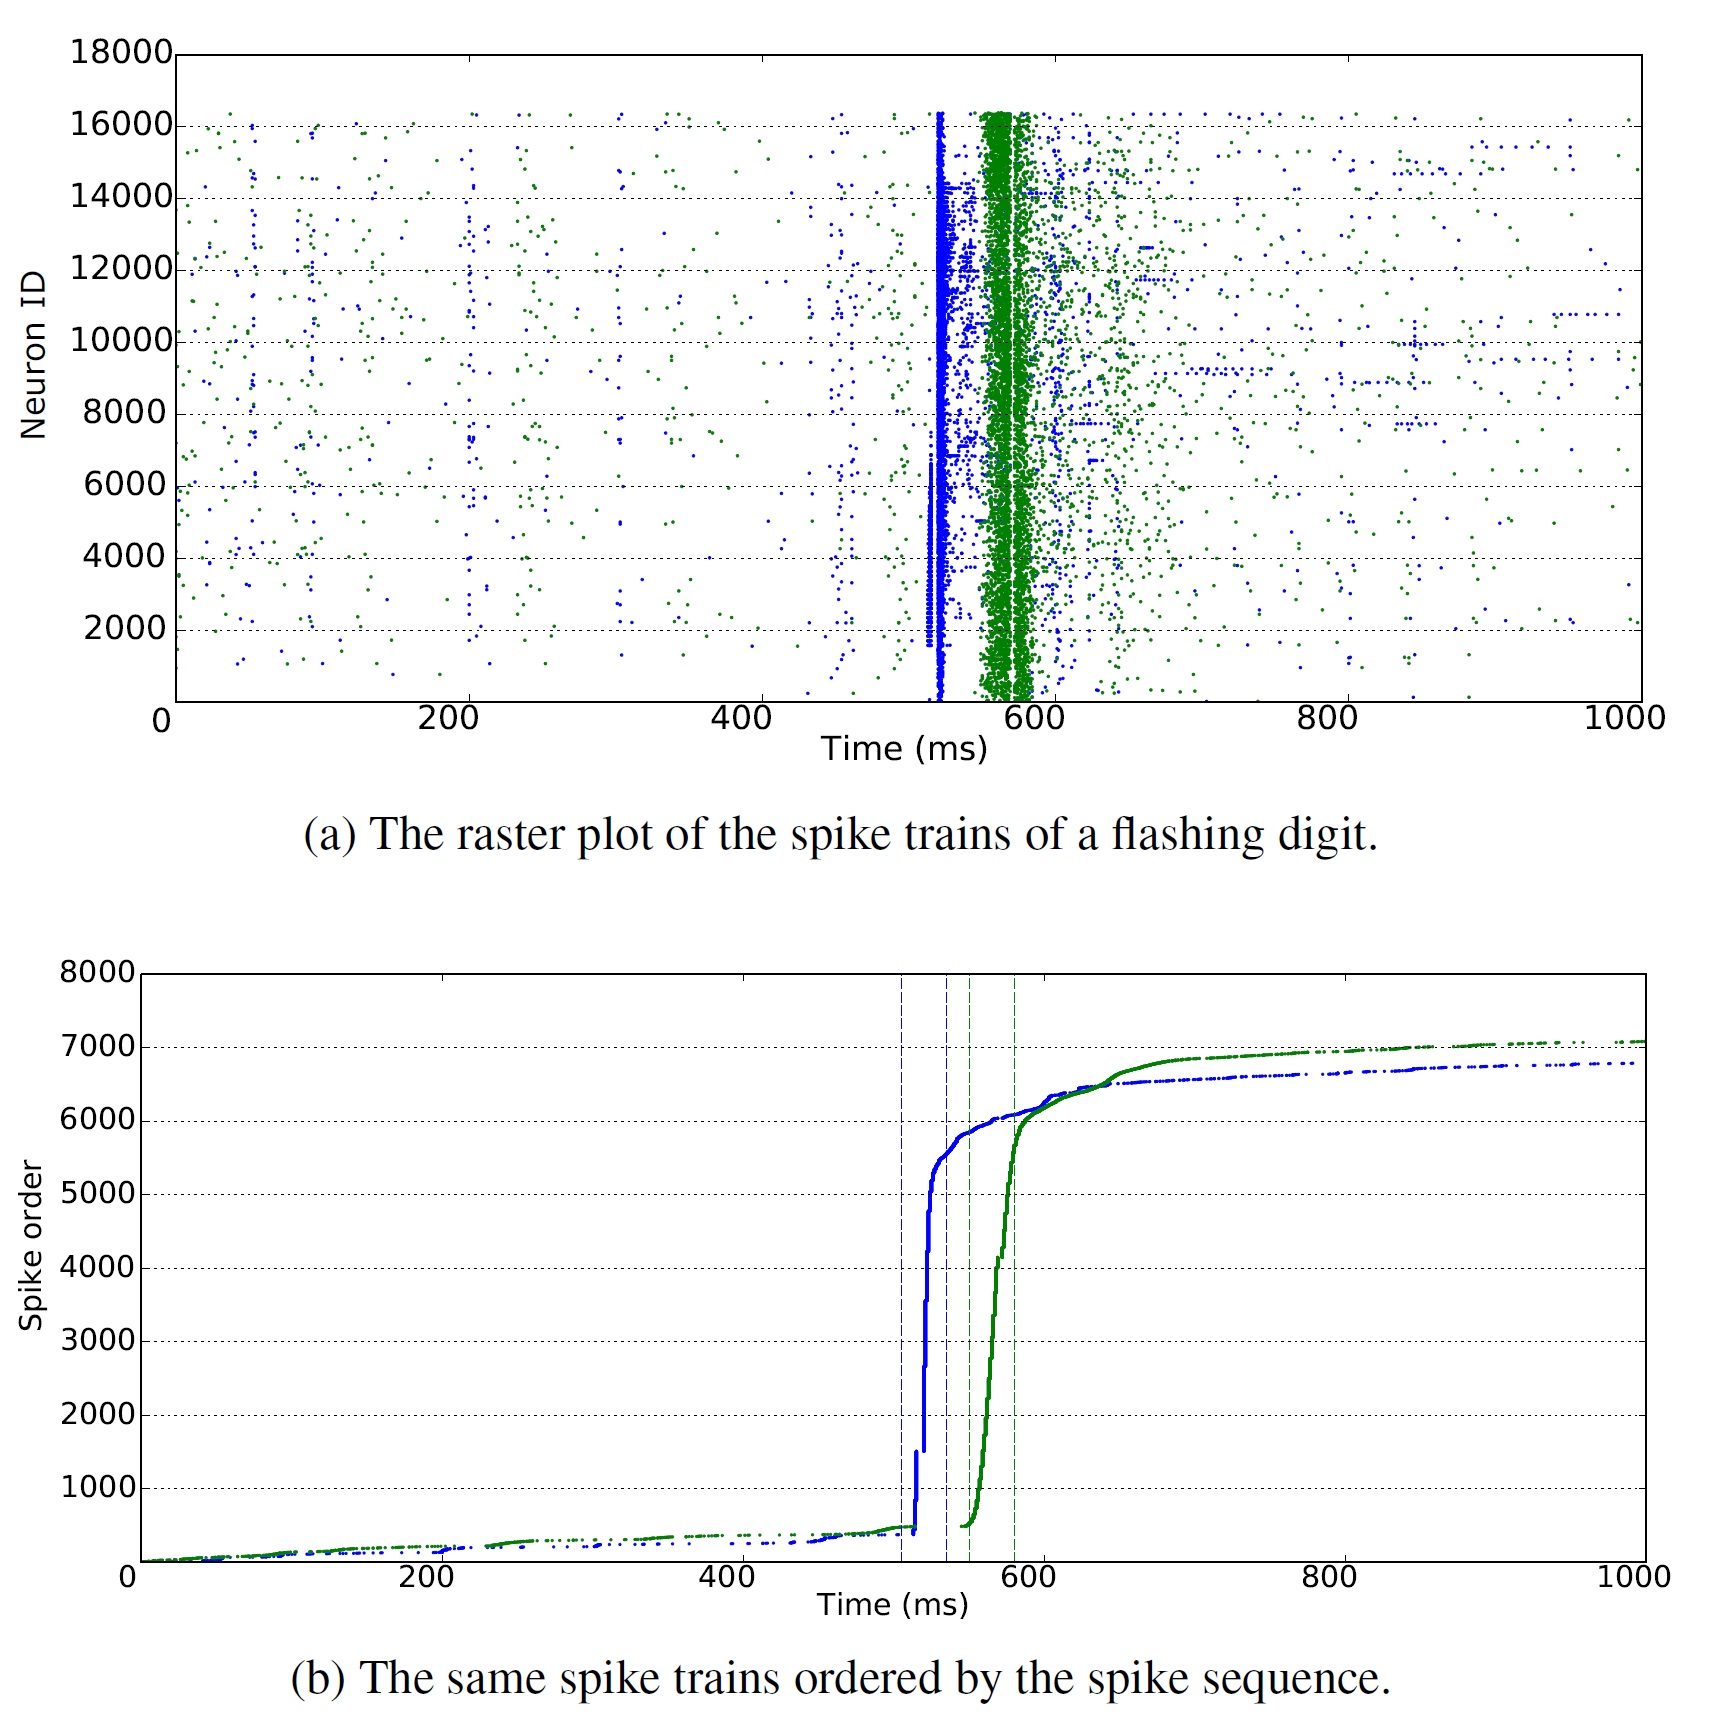 18000
16000
14000
12000
10000
8000
6000
4000
2000
Neuron ID
0 200 400 600 800 1000
Time (ms)
(a) The raster plot of the spike trains of a flashing digit.
8000
7000
6000
5000
4000
3000
2000
1000
Spike order
0 200 400 600 800 1000
Time (ms)
(b) The same spike trains ordered by the spike sequence.